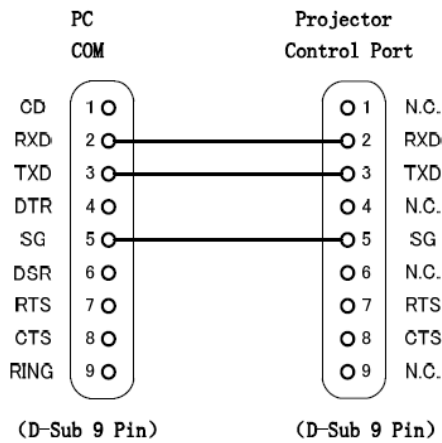 PC Projector
COM Control Port
CD 1 1 N.C.
RXD 2 2 RXD
TXD 3 3 TXD
DTR 4 4 N.C.
SG 5 5 SG
DSR 6 6 N.C.
RTS 7 7 RTS
CTS 8 8 CTS
RING 9 9 N.C.
(D-Sub 9 Pin) (D-Sub 9 Pin)